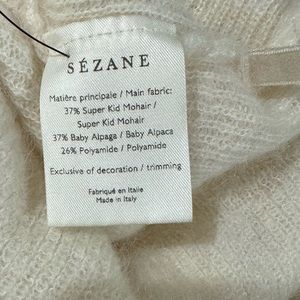 SÉZANE
Matière principale / Main fabric:
37% Super Kid Mohair /
Super Kid Mohair
37% Baby Alpaga / Baby Alpaca
26% Polyamide / Polyamide
Exclusive of decoration / trimming
Fabriqué en Italie
Made in Italy